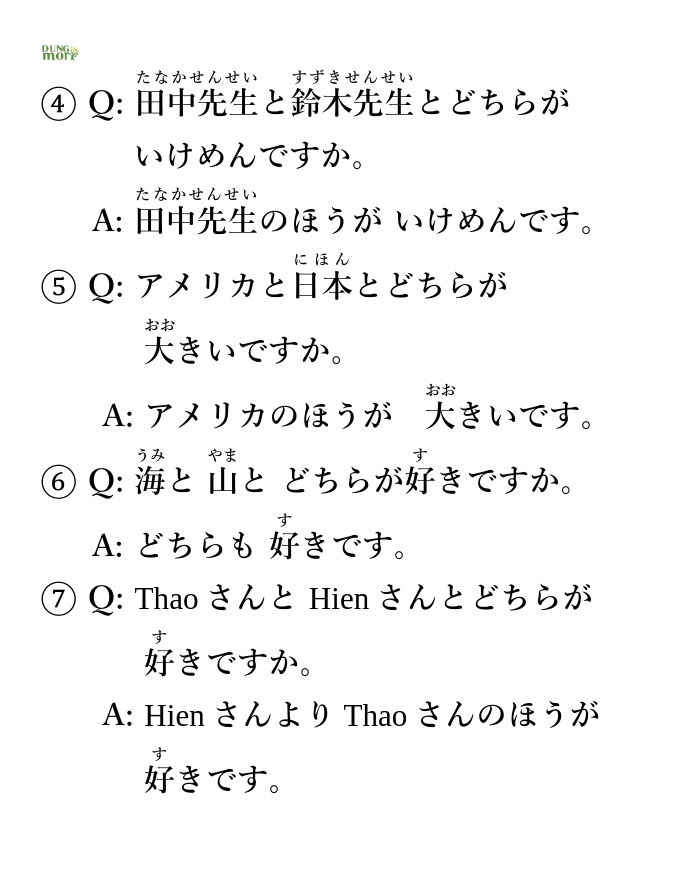 DUNG
mori
たなかせんせい すずきせんせい
④ Q: 田中先生と鈴木先生とどちらが
いけめんですか。
たなかせんせい
A: 田中先生のほうが いけめんです。
にほん
⑤ Q: アメリカと日本とどちらが
おお
大きいですか。
おお
A: アメリカのほうが 大きいです。
うみ やま す
⑥ Q: 海と 山と どちらが好きですか。
す
A: どちらも 好きです。
⑦ Q: Thao さんと Hien さんとどちらが
す
好きですか。
A: Hien さんより Thao さんのほうが
す
好きです。